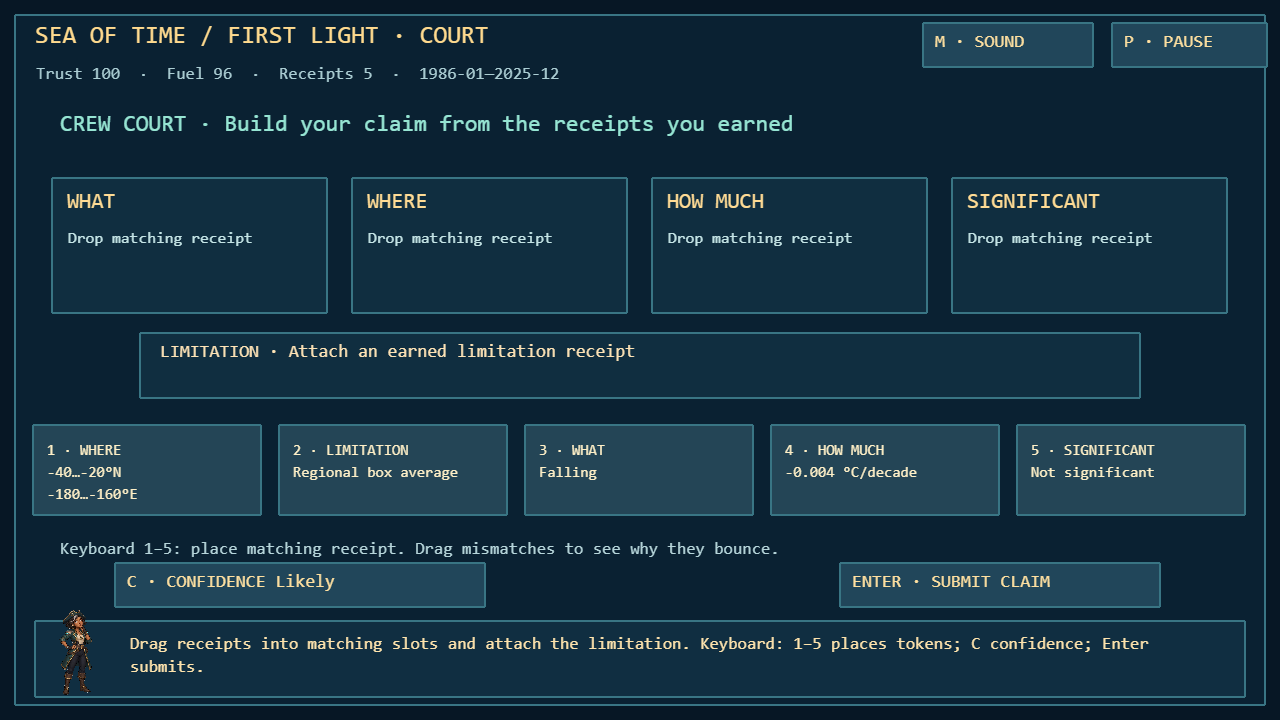 SEA OF TIME / FIRST LIGHT · COURT
M · SOUND
P · PAUSE
Trust 100 · Fuel 96 · Receipts 5 · 1986-01—2025-12
CREW COURT · Build your claim from the receipts you earned
WHAT
Drop matching receipt
WHERE
Drop matching receipt
HOW MUCH
Drop matching receipt
SIGNIFICANT
Drop matching receipt
LIMITATION · Attach an earned limitation receipt
1 · WHERE
-40…-20°N
-180…-160°E
2 · LIMITATION
Regional box average
3 · WHAT
Falling
4 · HOW MUCH
-0.004 °C/decade
5 · SIGNIFICANT
Not significant
Keyboard 1–5: place matching receipt. Drag mismatches to see why they bounce.
C · CONFIDENCE Likely
ENTER · SUBMIT CLAIM
Drag receipts into matching slots and attach the limitation. Keyboard: 1–5 places tokens; C confidence; Enter
submits.